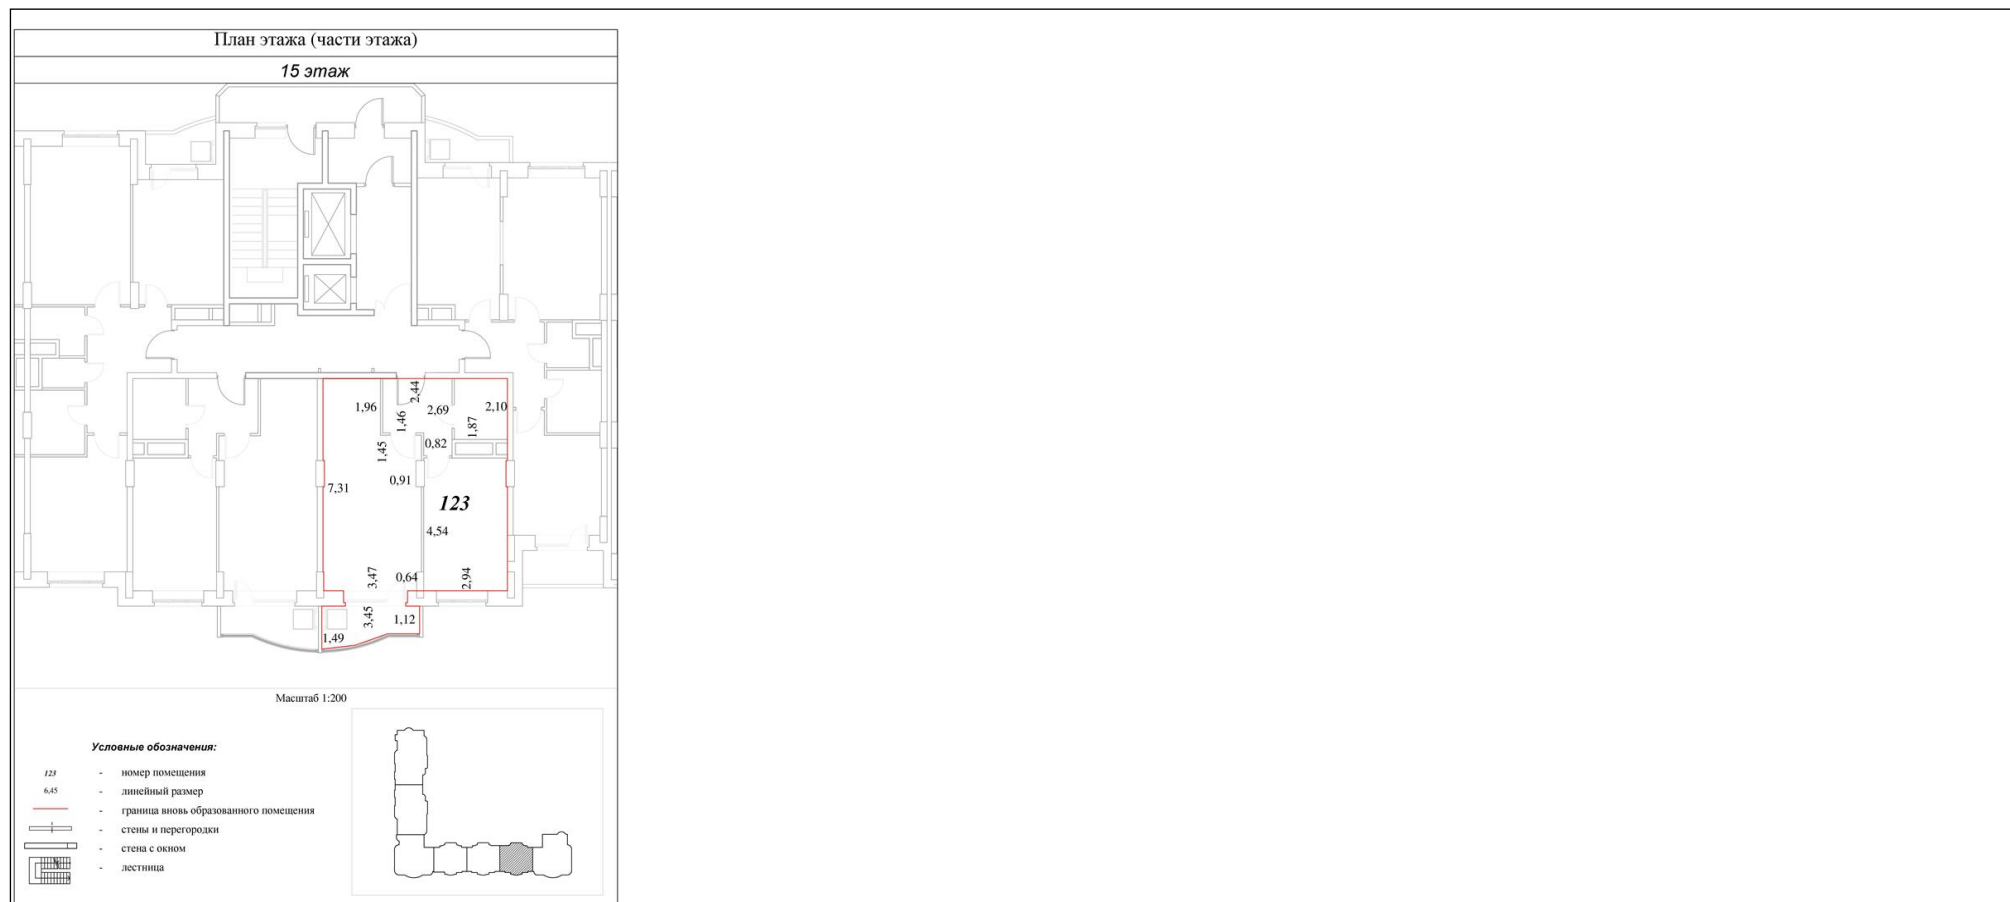 План этажа (части этажа)
15 этаж
2,44
1,96
1,46
2,69
2,10
1,87
0,82
1,45
0,91
7,31
123
4,54
3,47
0,64
2,94
3,45
1,12
1,49
Масштаб 1:200
Условные обозначения:
123 - номер помещения
6,45 - линейный размер
- граница вновь образованного помещения
- стены и перегородки
- стена с окном
- лестница